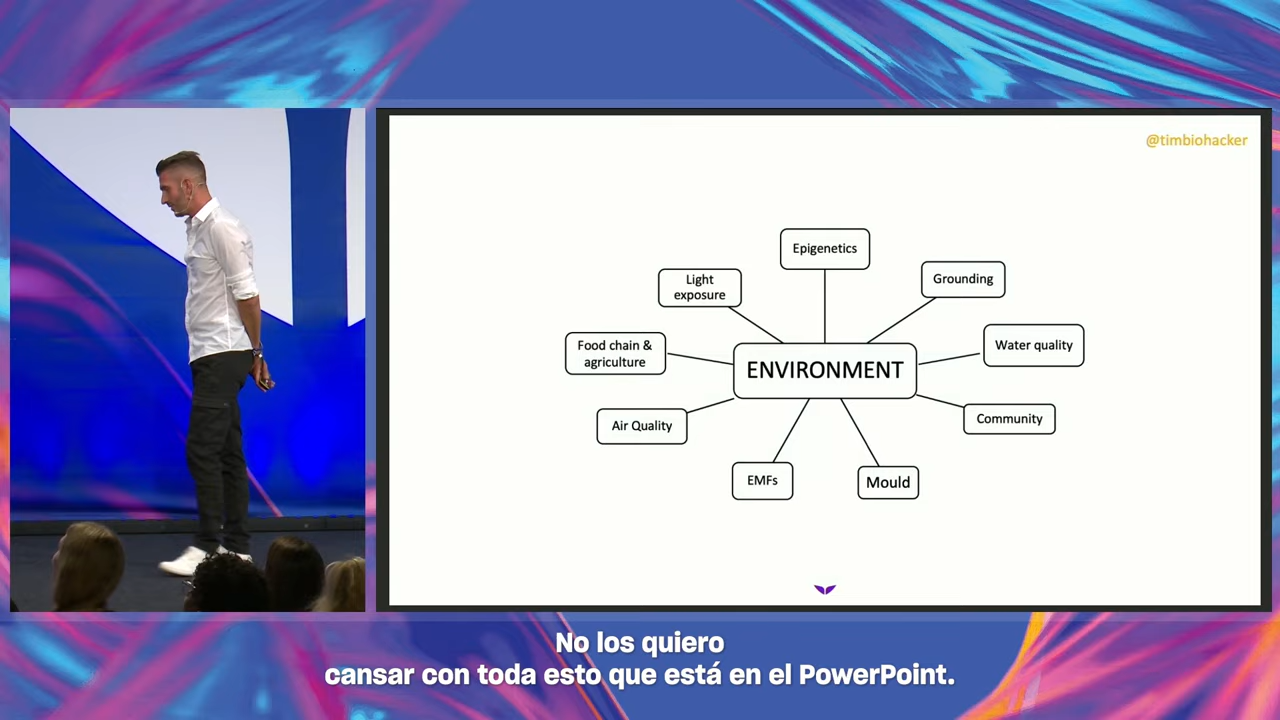 @timbiohacker
Epigenetics
Light
exposure
Grounding
Food chain &
agriculture
Water quality
ENVIRONMENT
Air Quality
Community
EMFs
Mould
No los quiero
cansar con toda esto que está en el PowerPoint.